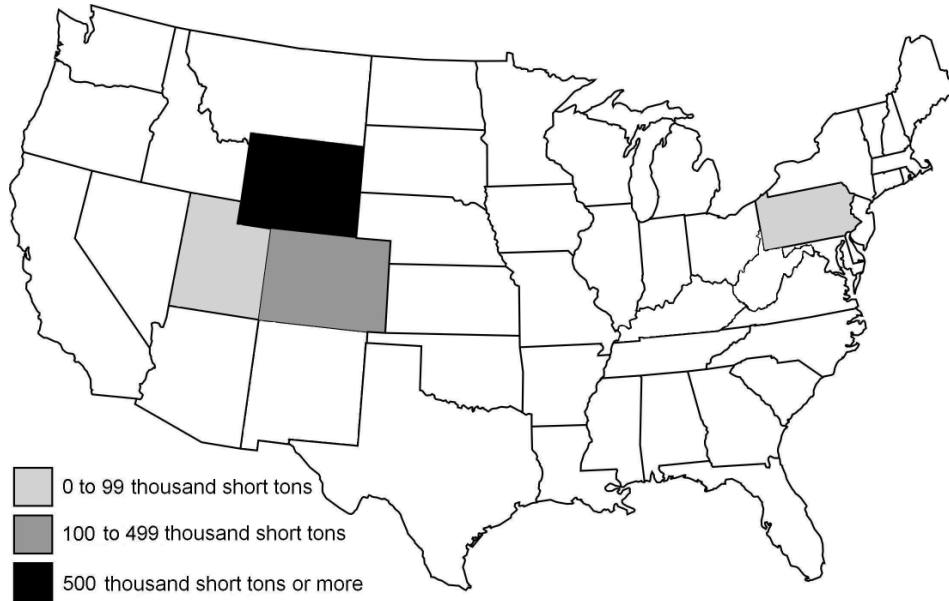 0 to 99 thousand short tons
100 to 499 thousand short tons
500 thousand short tons or more